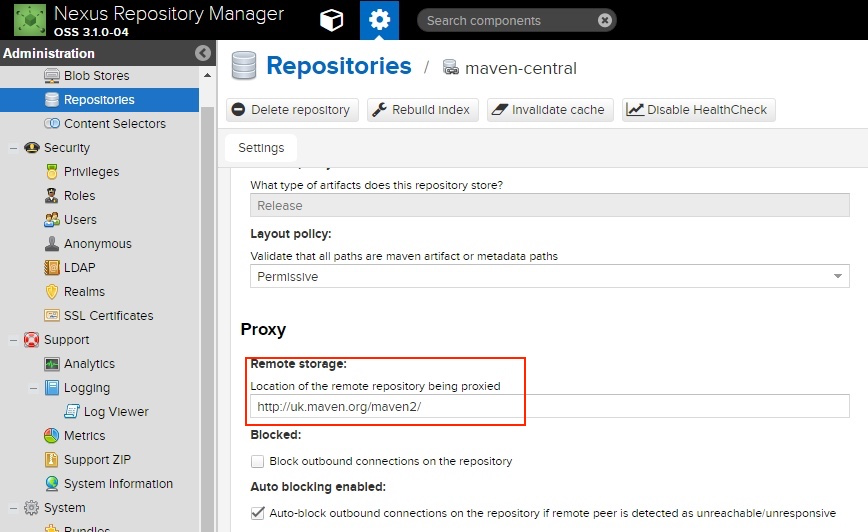 Nexus Repository Manager
OSS 3.1.0-04
Search components
Administration
Blob Stores
Repositories
Content Selectors
Security
Privileges
Roles
Users
Anonymous
LDAP
Realms
SSL Certificates
Support
Analytics
Logging
Log Viewer
Metrics
Support ZIP
System Information
System
Bundles
Repositories / maven-central
Delete repository Rebuild index Invalidate cache Disable HealthCheck
Settings
What type of artifacts does this repository store?
Release
Layout policy:
Validate that all paths are maven artifact or metadata paths
Permissive
Proxy
Remote storage:
Location of the remote repository being proxied
http://uk.maven.org/maven2/
Blocked:
Block outbound connections on the repository
Auto blocking enabled:
Auto-block outbound connections on the repository if remote peer is detected as unreachable/unresponsive